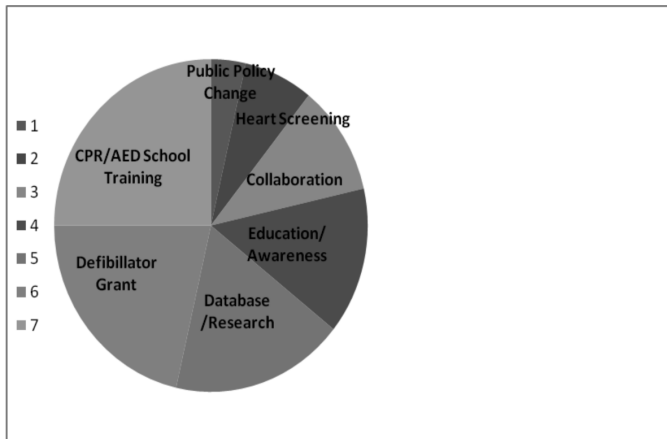 1
2
3
4
5
6
7
Public Policy
Change
Heart Screening
Collaboration
Education/
Awareness
Database
/Research
Defibillator
Grant
CPR/AED School
Training